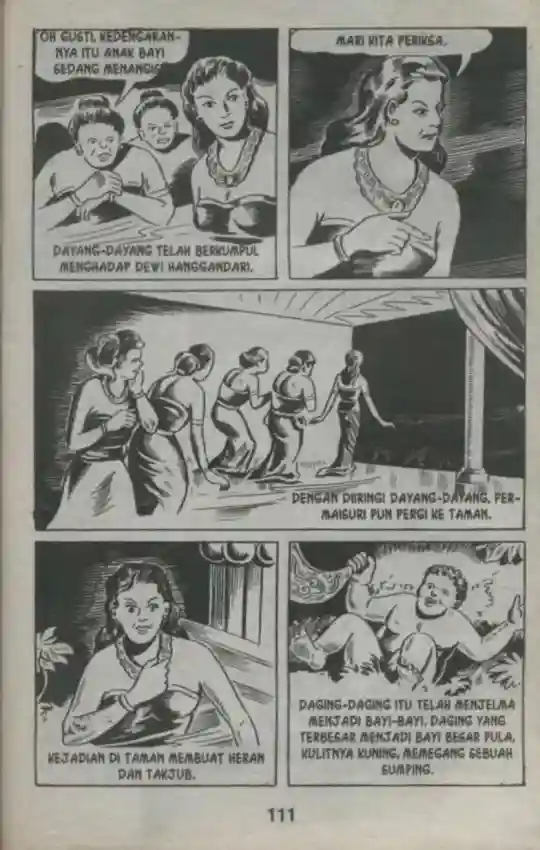 OH GUSTI, KEDENGARAN-
NYA ITU ANAK BAYI
SEDANG MENANGIS
MARI KITA PERIKSA.
DAYANG-DAYANG TELAH BERKUMPUL
MENGHADAP DEWI HANGGANDARI.
DENGAN DIIRINGI DAYANG-DAYANG, PER-
MAISURI PUN PERGI KE TAMAN.
KEJADIAN DI TAMAN MEMBUAT HERAN
DAN TAKJUB.
DAGING-DAGING ITU TELAH MENJELMA
MENJADI BAYI-BAYI. DAGING YANG
TERBESAR MENJADI BAYI BESAR PULA,
KULITNYA KUNING, MEMEGANG SEBUAH
SUMPING.
111